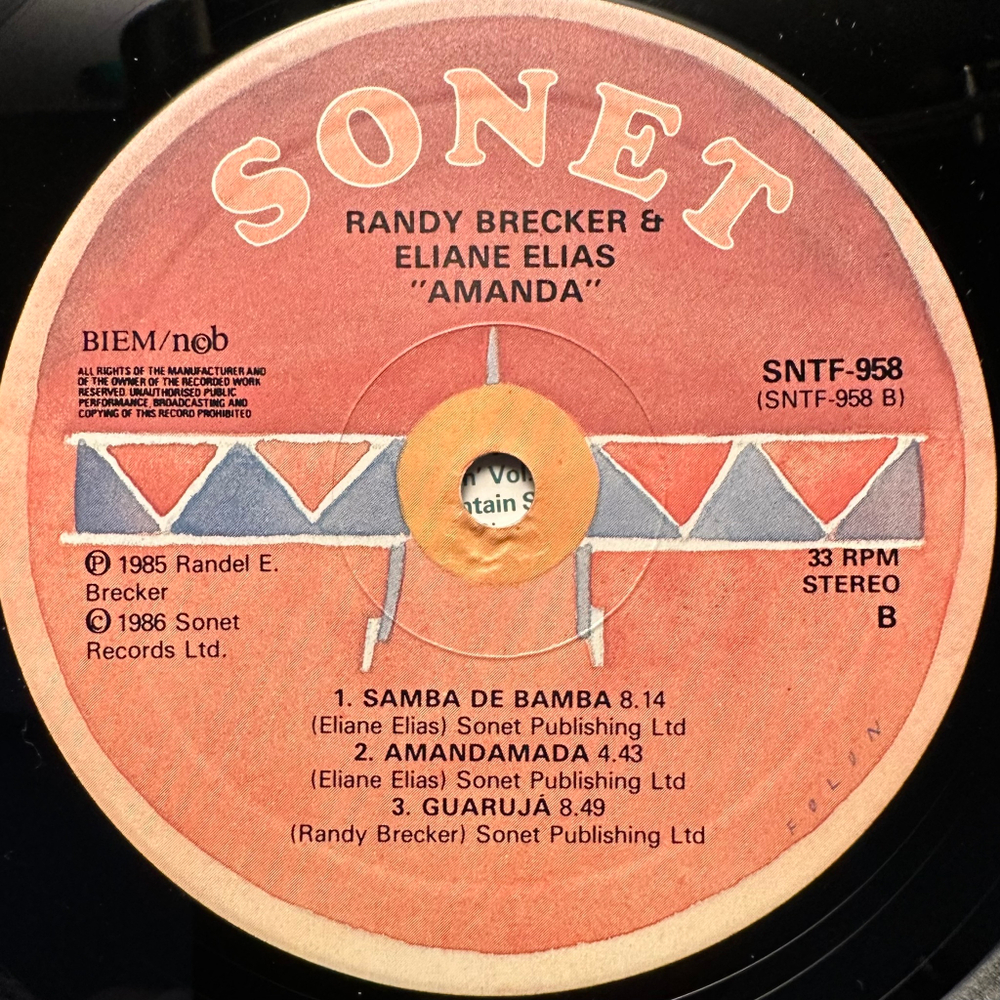 SONET
RANDY BRECKER &
ELIANE ELIAS
"AMANDA"
BIEM/n©b
ALL RIGHTS OF THE MANUFACTURER AND
OF THE OWNER OF THE RECORDED WORK
RESERVED. UNAUTHORISED PUBLIC
PERFORMANCE, BROADCASTING AND
COPYING OF THIS RECORD PROHIBITED
SNTF-958
(SNTF-958 B)
n' Vol
ntain S
℗ 1985 Randel E.
Brecker
© 1986 Sonet
Records Ltd.
33 RPM
STEREO
B
1. SAMBA DE BAMBA 8.14
(Eliane Elias) Sonet Publishing Ltd
2. AMANDAMADA 4.43
(Eliane Elias) Sonet Publishing Ltd
3. GUARUJÁ 8.49
(Randy Brecker) Sonet Publishing Ltd
FOLON